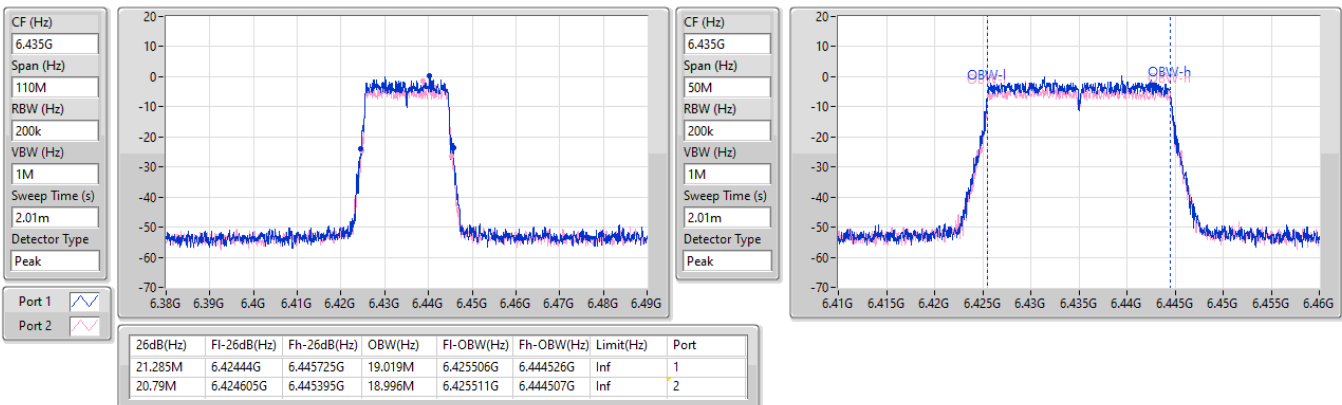 CF (Hz)
6.435G
Span (Hz)
110M
RBW (Hz)
200k
VBW (Hz)
1M
Sweep Time (s)
2.01m
Detector Type
Peak
Port 1
Port 2
20
10
0
-10
-20
-30
-40
-50
-60
-70
6.38G 6.39G 6.4G 6.41G 6.42G 6.43G 6.44G 6.45G 6.46G 6.47G 6.48G 6.49G
CF (Hz)
6.435G
Span (Hz)
50M
RBW (Hz)
200k
VBW (Hz)
1M
Sweep Time (s)
2.01m
Detector Type
Peak
20
10
0
-10
-20
-30
-40
-50
-60
-70
OBW-l OBW-h
6.41G 6.415G 6.42G 6.425G 6.43G 6.435G 6.44G 6.445G 6.45G 6.455G 6.46G
26dB(Hz) Fl-26dB(Hz) Fh-26dB(Hz) OBW(Hz) Fl-OBW(Hz) Fh-OBW(Hz) Limit(Hz) Port
21.285M 6.42444G 6.445725G 19.019M 6.425506G 6.444526G Inf 1
20.79M 6.424605G 6.445395G 18.996M 6.425511G 6.444507G Inf 2